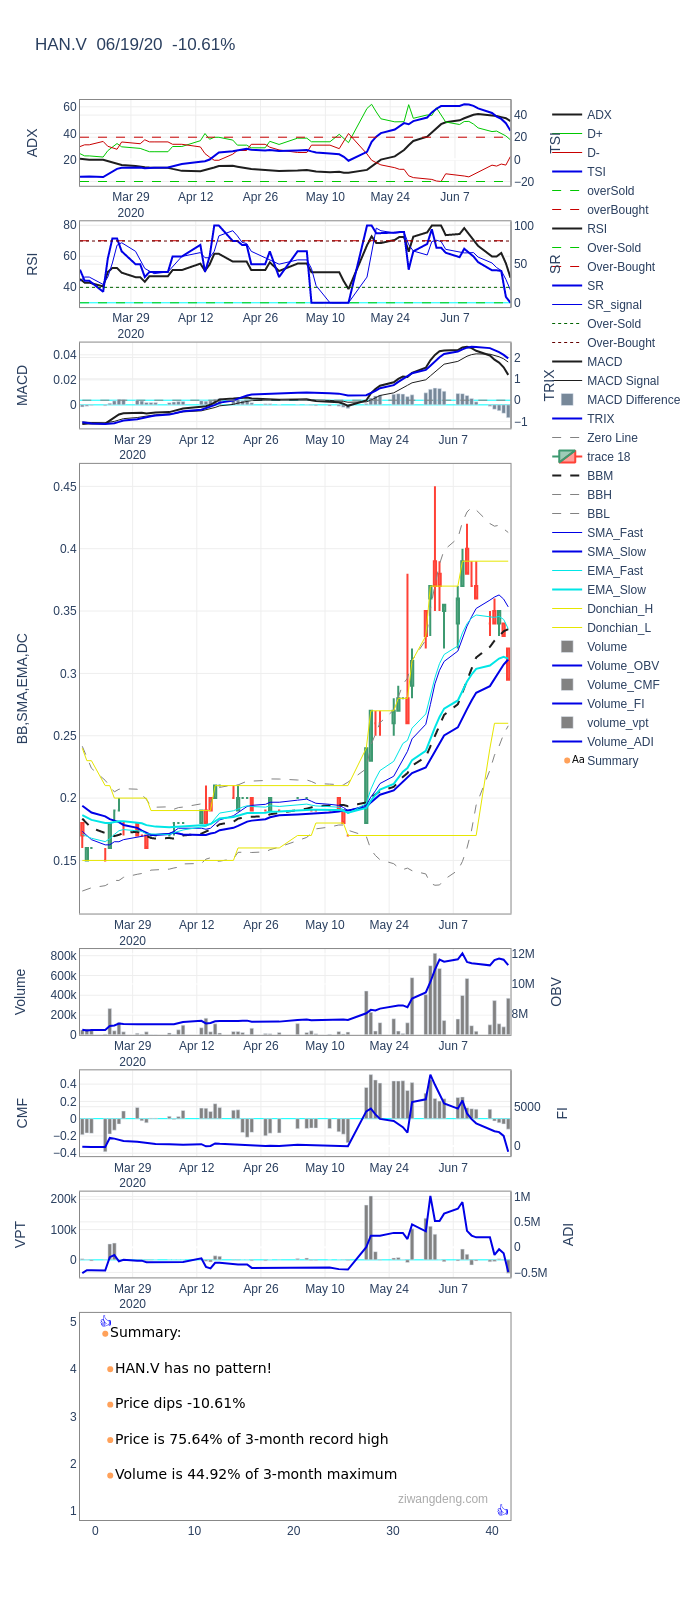 HAN.V 06/19/20 -10.61%
60
40
20
ADX
40
20
0
−20
TSI
Mar 29
2020
Apr 12
Apr 26
May 10
May 24
Jun 7
80
60
40
RSI
100
50
0
SR
Mar 29
2020
Apr 12
Apr 26
May 10
May 24
Jun 7
0.04
0.02
0
MACD
2
1
0
−1
TRIX
Mar 29
2020
Apr 12
Apr 26
May 10
May 24
Jun 7
0.45
0.4
0.35
0.3
0.25
0.2
0.15
BB,SMA,EMA,DC
Mar 29
2020
Apr 12
Apr 26
May 10
May 24
Jun 7
800k
600k
400k
200k
0
Volume
12M
10M
8M
OBV
Mar 29
2020
Apr 12
Apr 26
May 10
May 24
Jun 7
0.4
0.2
0
−0.2
−0.4
CMF
5000
0
FI
Mar 29
2020
Apr 12
Apr 26
May 10
May 24
Jun 7
200k
100k
0
VPT
1M
0.5M
0
−0.5M
ADI
Mar 29
2020
Apr 12
Apr 26
May 10
May 24
Jun 7
5
4
3
2
1
Summary:
HAN.V has no pattern!
Price dips -10.61%
Price is 75.64% of 3-month record high
Volume is 44.92% of 3-month maximum
ziwangdeng.com
0
10
20
30
40
ADX
D+
D-
TSI
overSold
overBought
RSI
Over-Sold
Over-Bought
SR
SR_signal
Over-Sold
Over-Bought
MACD
MACD Signal
MACD Difference
TRIX
Zero Line
trace 18
BBM
BBH
BBL
SMA_Fast
SMA_Slow
EMA_Fast
EMA_Slow
Donchian_H
Donchian_L
Volume
Volume_OBV
Volume_CMF
Volume_FI
volume_vpt
Volume_ADI
Aa Summary